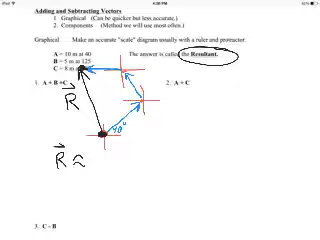 iPad
4:36 PM
Adding and Subtracting Vectors
1 Graphical (Can be quicker but less accurate.)
2. Components (Method we will use most often.)
Graphical Make an accurate "scale" diagram usually with a ruler and protractor.
A = 10 m at 40 The answer is called the Resultant.
B = 5 m at 125
C = 8 m a
1. A + B + C 2. A + C
R
40°
R ≈
3. C - B